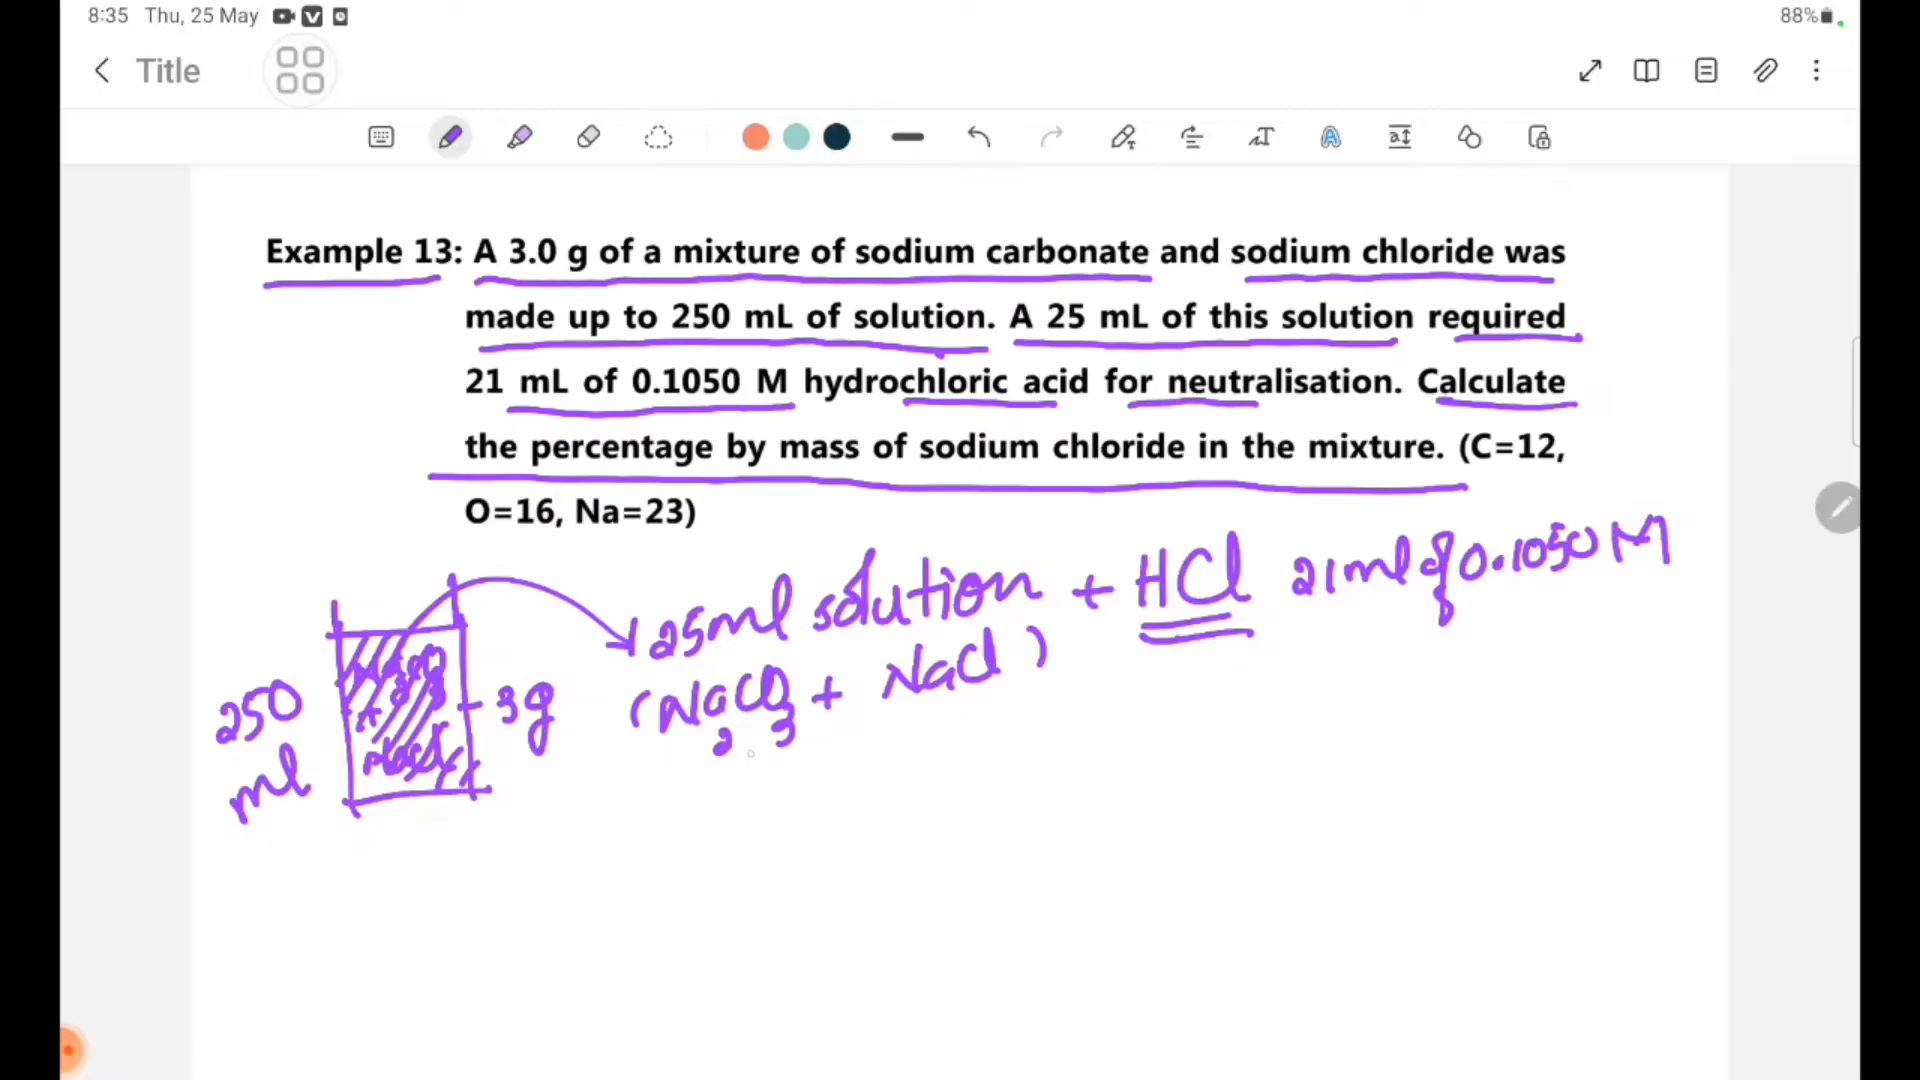 8:35 Thu, 25 May
88%
Title
Example 13: A 3.0 g of a mixture of sodium carbonate and sodium chloride was
made up to 250 mL of solution. A 25 mL of this solution required
21 mL of 0.1050 M hydrochloric acid for neutralisation. Calculate
the percentage by mass of sodium chloride in the mixture. (C=12,
O=16, Na=23)
25ml solution + HCl 21ml of 0.1050 M
(Na2CO3 + NaCl)
250
ml
3g